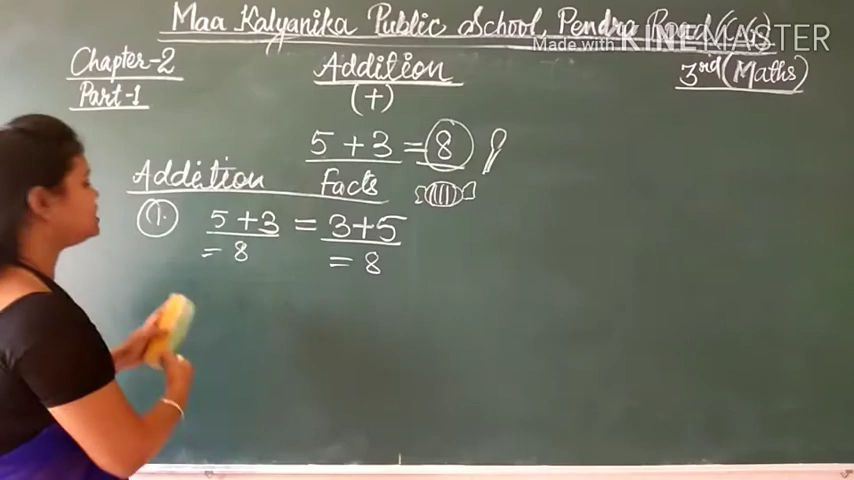 Maa Kalyanika Public School, Pendra Road (C.G)
Made with KINEMASTER
Chapter-2
Part-1
Addition
(+)
3rd (Maths)
5 + 3 = 8
Addition Facts
1. 5 + 3 = 3 + 5
= 8 = 8